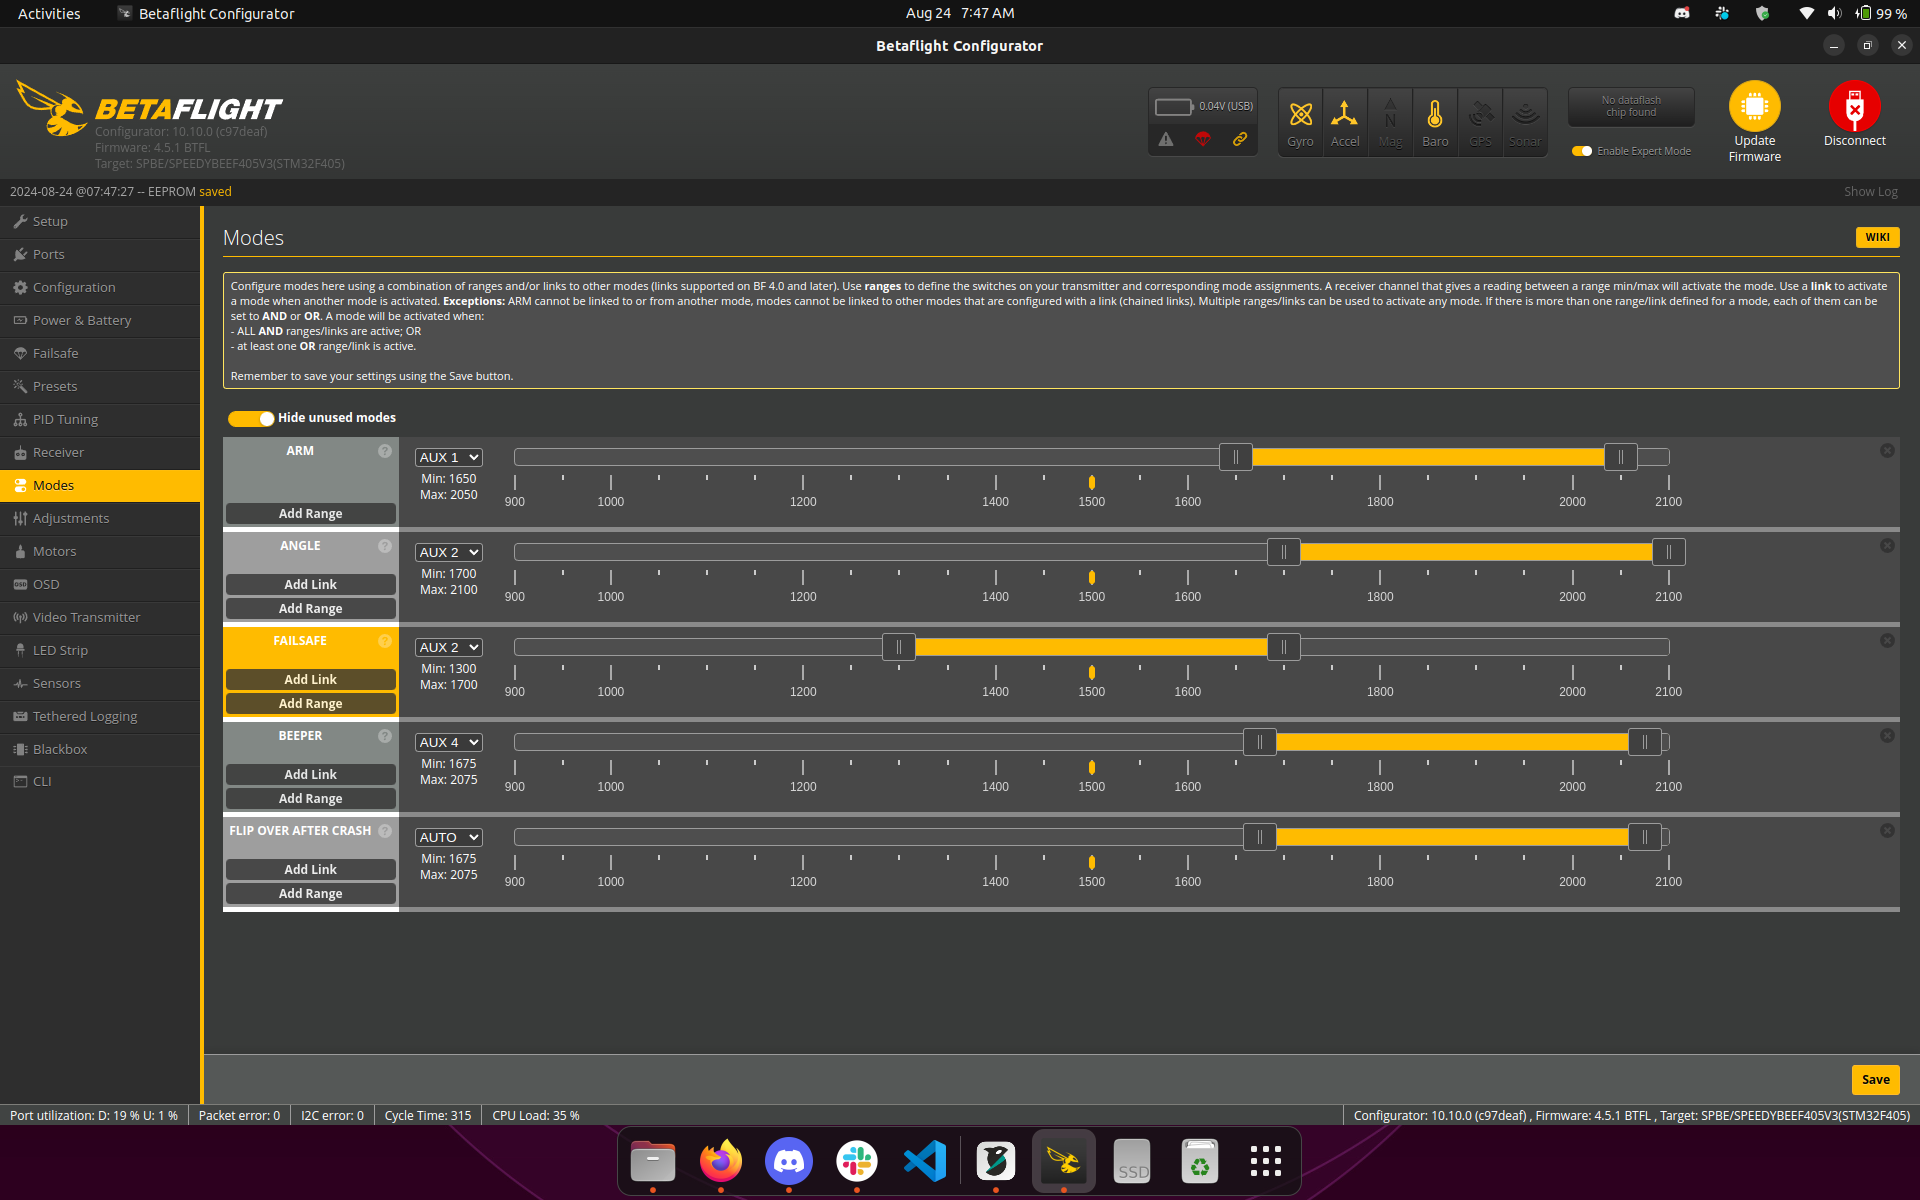 Activities
Betaflight Configurator
Aug 24 7:47 AM
99 %
Betaflight Configurator
BETAFLIGHT
Configurator: 10.10.0 (c97deaf)
Firmware: 4.5.1 BTFL
Target: SPBE/SPEEDYBEEF405V3(STM32F405)
0.04V (USB)
Gyro
Accel
N
Mag
Baro
GPS
Sonar
No dataflash
chip found
Enable Expert Mode
Update
Firmware
Disconnect
2024-08-24 @07:47:27 -- EEPROM saved
Show Log
Setup
Ports
Configuration
Power & Battery
Failsafe
Presets
PID Tuning
Receiver
Modes
Adjustments
Motors
OSD
Video Transmitter
LED Strip
Sensors
Tethered Logging
Blackbox
CLI
Modes
WIKI
Configure modes here using a combination of ranges and/or links to other modes (links supported on BF 4.0 and later). Use ranges to define the switches on your transmitter and corresponding mode assignments. A receiver channel that gives a reading between a range min/max will activate the mode. Use a link to activate
a mode when another mode is activated. Exceptions: ARM cannot be linked to or from another mode, modes cannot be linked to other modes that are configured with a link (chained links). Multiple ranges/links can be used to activate any mode. If there is more than one range/link defined for a mode, each of them can be
set to AND or OR. A mode will be activated when:
- ALL AND ranges/links are active; OR
- at least one OR range/link is active.
Remember to save your settings using the Save button.
Hide unused modes
ARM
Add Range
AUX 1
Min: 1650
Max: 2050
900 1000 1200 1400 1500 1600 1800 2000 2100
ANGLE
Add Link
Add Range
AUX 2
Min: 1700
Max: 2100
900 1000 1200 1400 1500 1600 1800 2000 2100
FAILSAFE
Add Link
Add Range
AUX 2
Min: 1300
Max: 1700
900 1000 1200 1400 1500 1600 1800 2000 2100
BEEPER
Add Link
Add Range
AUX 4
Min: 1675
Max: 2075
900 1000 1200 1400 1500 1600 1800 2000 2100
FLIP OVER AFTER CRASH
Add Link
Add Range
AUTO
Min: 1675
Max: 2075
900 1000 1200 1400 1500 1600 1800 2000 2100
Save
Port utilization: D: 19 % U: 1 %
Packet error: 0
I2C error: 0
Cycle Time: 315
CPU Load: 35 %
Configurator: 10.10.0 (c97deaf) , Firmware: 4.5.1 BTFL , Target: SPBE/SPEEDYBEEF405V3(STM32F405)
SSD